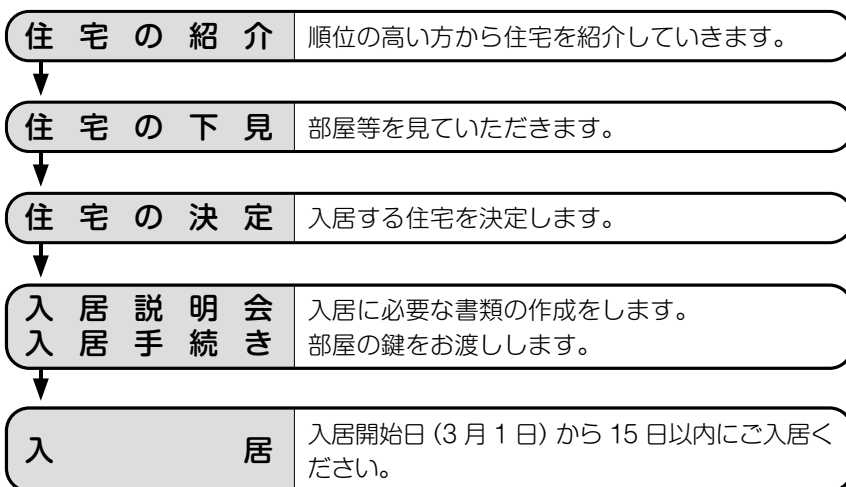 住宅の紹介
順位の高い方から住宅を紹介していきます。
住宅の下見
部屋等を見ていただきます。
住宅の決定
入居する住宅を決定します。
入居説明会
入居手続き
入居に必要な書類の作成をします。
部屋の鍵をお渡しします。
入居
入居開始日(3月1日)から15日以内にご入居く
ださい。